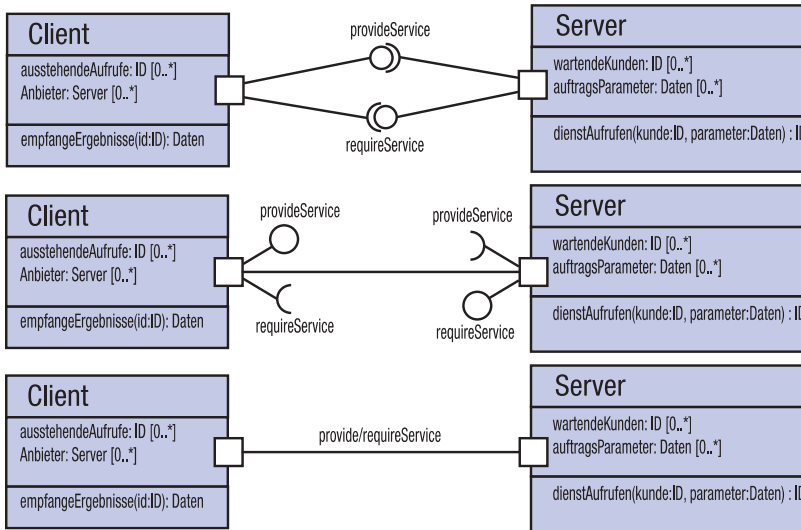 Client
ausstehendeAufrufe: ID [0..*]
Anbieter: Server [0..*]
empfangeErgebnisse(id:ID): Daten
provideService
requireService
Server
wartendeKunden: ID [0..*]
auftragsParameter: Daten [0..*]
dienstAufrufen(kunde:ID, parameter:Daten) : ID
Client
ausstehendeAufrufe: ID [0..*]
Anbieter: Server [0..*]
empfangeErgebnisse(id:ID): Daten
provideService
requireService
provideService
requireService
Server
wartendeKunden: ID [0..*]
auftragsParameter: Daten [0..*]
dienstAufrufen(kunde:ID, parameter:Daten) : ID
Client
ausstehendeAufrufe: ID [0..*]
Anbieter: Server [0..*]
empfangeErgebnisse(id:ID): Daten
provide/requireService
Server
wartendeKunden: ID [0..*]
auftragsParameter: Daten [0..*]
dienstAufrufen(kunde:ID, parameter:Daten) : ID